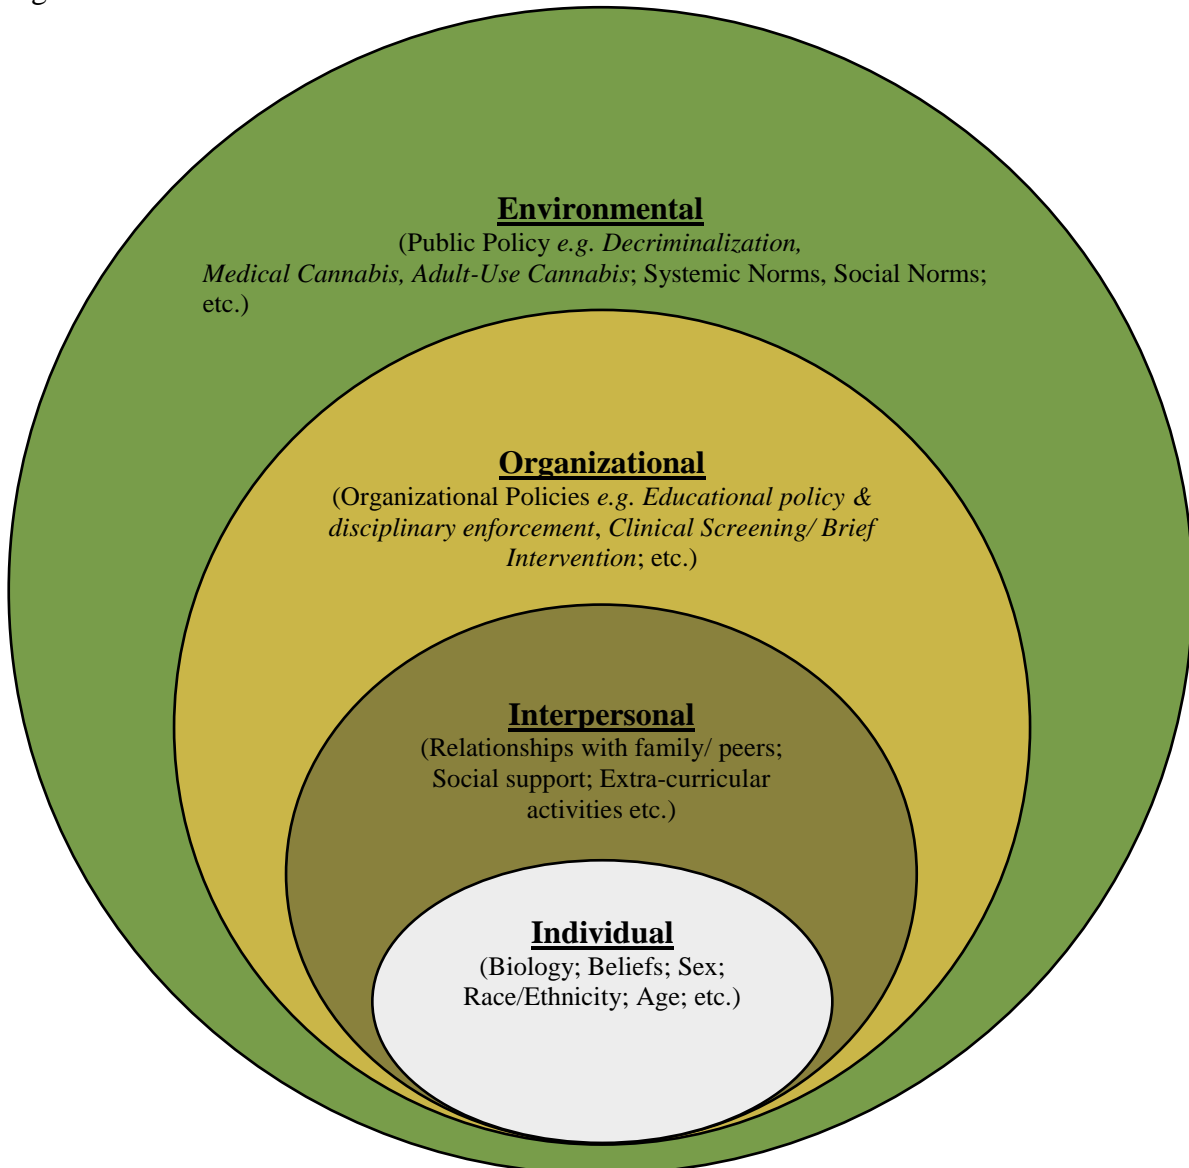 Environmental
(Public Policy e.g. Decriminalization,
Medical Cannabis, Adult-Use Cannabis; Systemic Norms, Social Norms;
etc.)
Organizational
(Organizational Policies e.g. Educational policy &
disciplinary enforcement, Clinical Screening/ Brief
Intervention; etc.)
Interpersonal
(Relationships with family/ peers;
Social support; Extra-curricular
activities etc.)
Individual
(Biology; Beliefs; Sex;
Race/Ethnicity; Age; etc.)